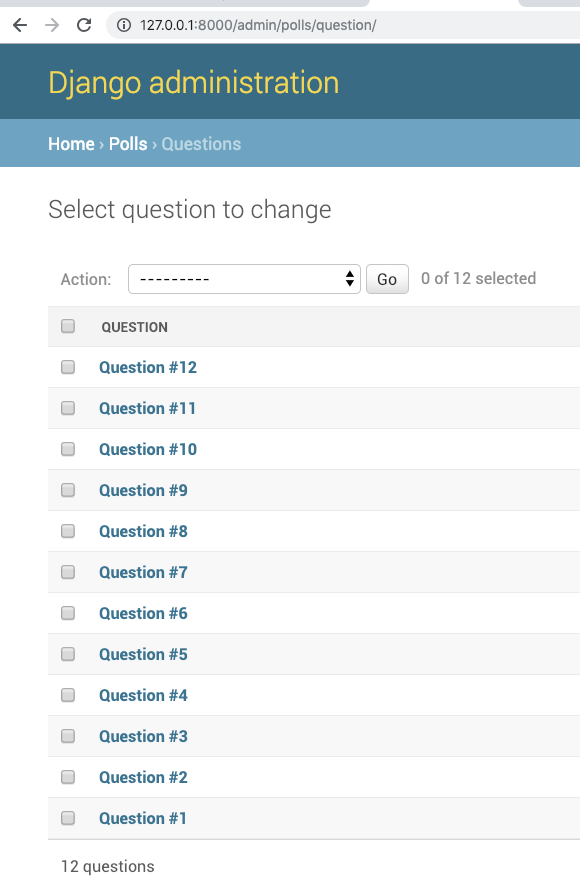 127.0.0.1:8000/admin/polls/question/
Django administration
Home › Polls › Questions
Select question to change
Action: --------- Go 0 of 12 selected
QUESTION
Question #12
Question #11
Question #10
Question #9
Question #8
Question #7
Question #6
Question #5
Question #4
Question #3
Question #2
Question #1
12 questions